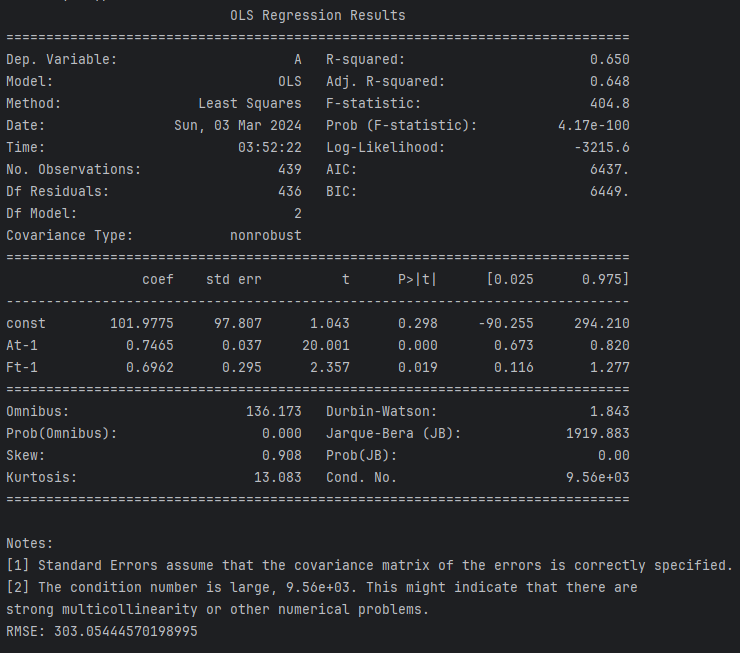 OLS Regression Results
==============================================================================
Dep. Variable:                      A   R-squared:                       0.650
Model:                            OLS   Adj. R-squared:                  0.648
Method:                 Least Squares   F-statistic:                     404.8
Date:                Sun, 03 Mar 2024   Prob (F-statistic):          4.17e-100
Time:                        03:52:22   Log-Likelihood:                -3215.6
No. Observations:                 439   AIC:                             6437.
Df Residuals:                     436   BIC:                             6449.
Df Model:                           2
Covariance Type:            nonrobust
==============================================================================
                 coef    std err          t      P>|t|      [0.025      0.975]
------------------------------------------------------------------------------
const        101.9775     97.807      1.043      0.298     -90.255     294.210
At-1           0.7465      0.037     20.001      0.000       0.673       0.820
Ft-1           0.6962      0.295      2.357      0.019       0.116       1.277
==============================================================================
Omnibus:                      136.173   Durbin-Watson:                   1.843
Prob(Omnibus):                  0.000   Jarque-Bera (JB):             1919.883
Skew:                           0.908   Prob(JB):                         0.00
Kurtosis:                      13.083   Cond. No.                     9.56e+03
==============================================================================
Notes:
[1] Standard Errors assume that the covariance matrix of the errors is correctly specified.
[2] The condition number is large, 9.56e+03. This might indicate that there are
strong multicollinearity or other numerical problems.
RMSE: 303.05444570198995